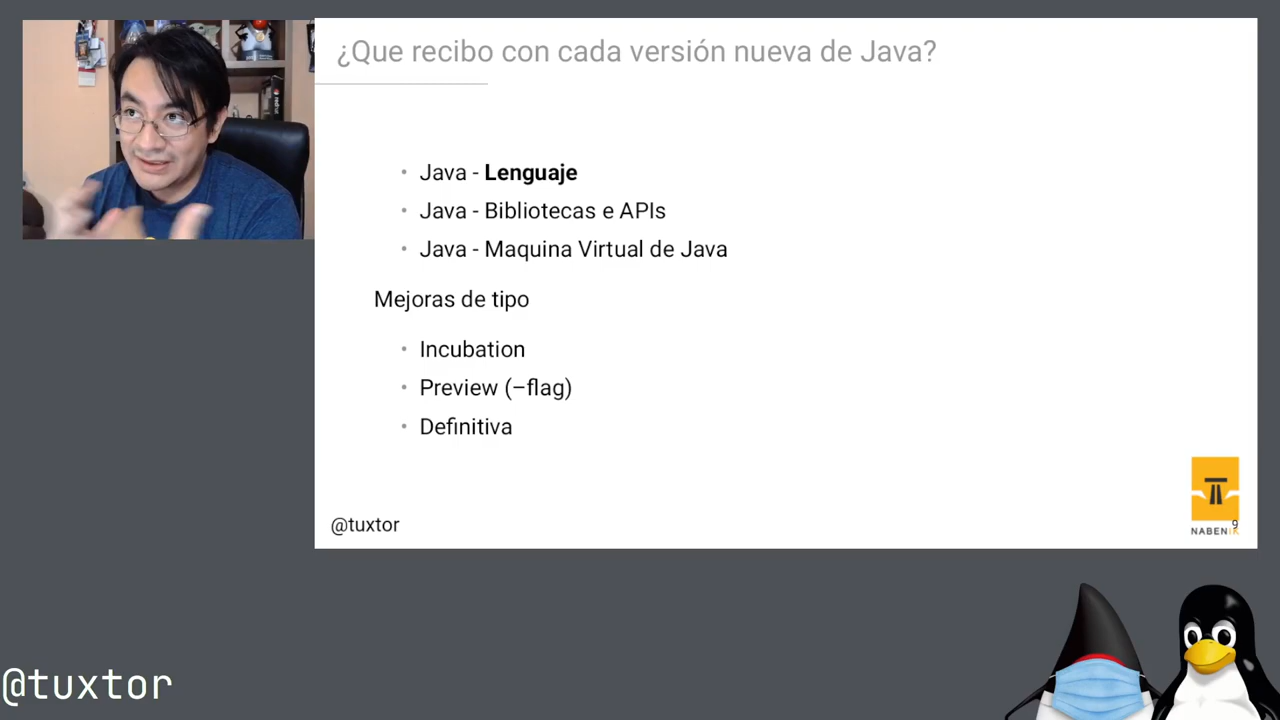 ¿Que recibo con cada versión nueva de Java?
Java - Lenguaje
Java - Bibliotecas e APIs
Java - Maquina Virtual de Java
Mejoras de tipo
Incubation
Preview (–flag)
Definitiva
@tuxtor
NABENIK
9
@tuxtor